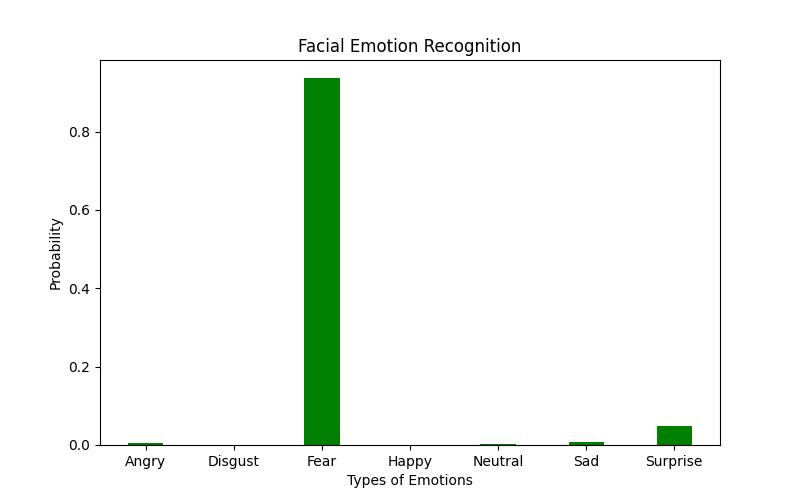 Facial Emotion Recognition
Probability
0.8
0.6
0.4
0.2
0.0
Angry Disgust Fear Happy Neutral Sad Surprise
Types of Emotions